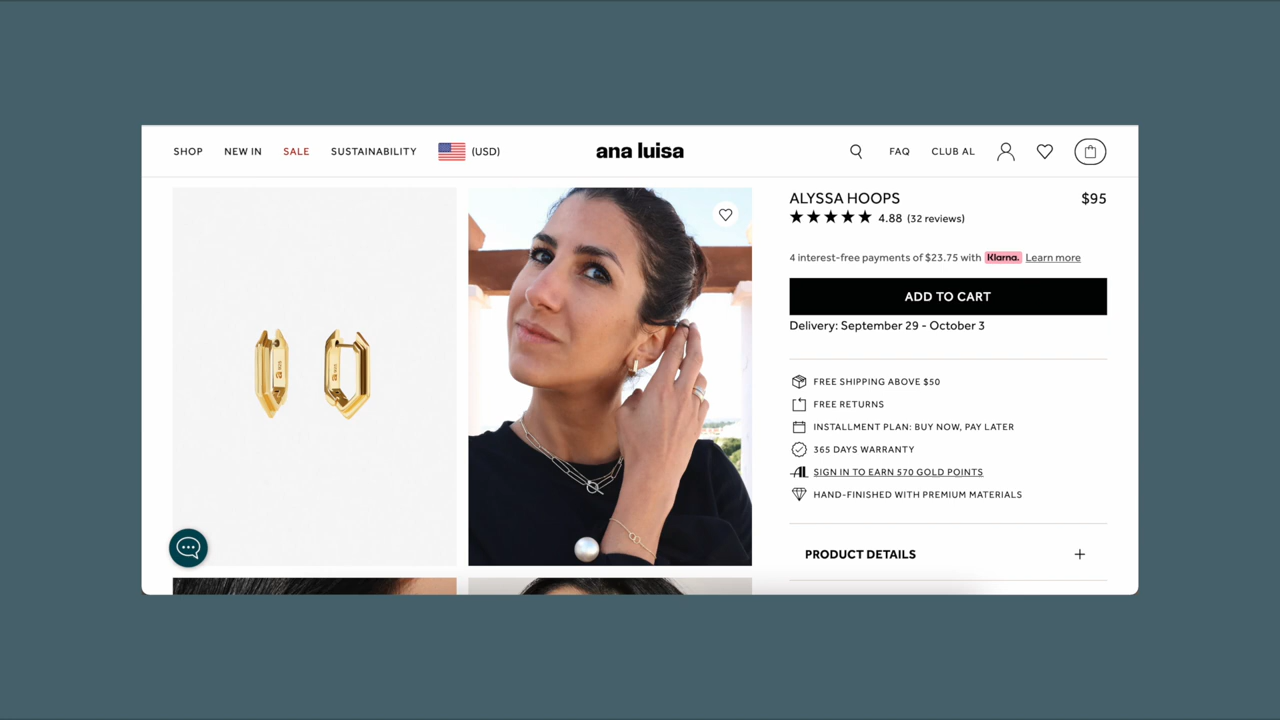 SHOP NEW IN SALE SUSTAINABILITY (USD) ana luisa FAQ CLUB AL
ALYSSA HOOPS $95
4.88 (32 reviews)
4 interest-free payments of $23.75 with Klarna. Learn more
ADD TO CART
Delivery: September 29 - October 3
FREE SHIPPING ABOVE $50
FREE RETURNS
INSTALLMENT PLAN: BUY NOW, PAY LATER
365 DAYS WARRANTY
AL SIGN IN TO EARN 570 GOLD POINTS
HAND-FINISHED WITH PREMIUM MATERIALS
PRODUCT DETAILS +